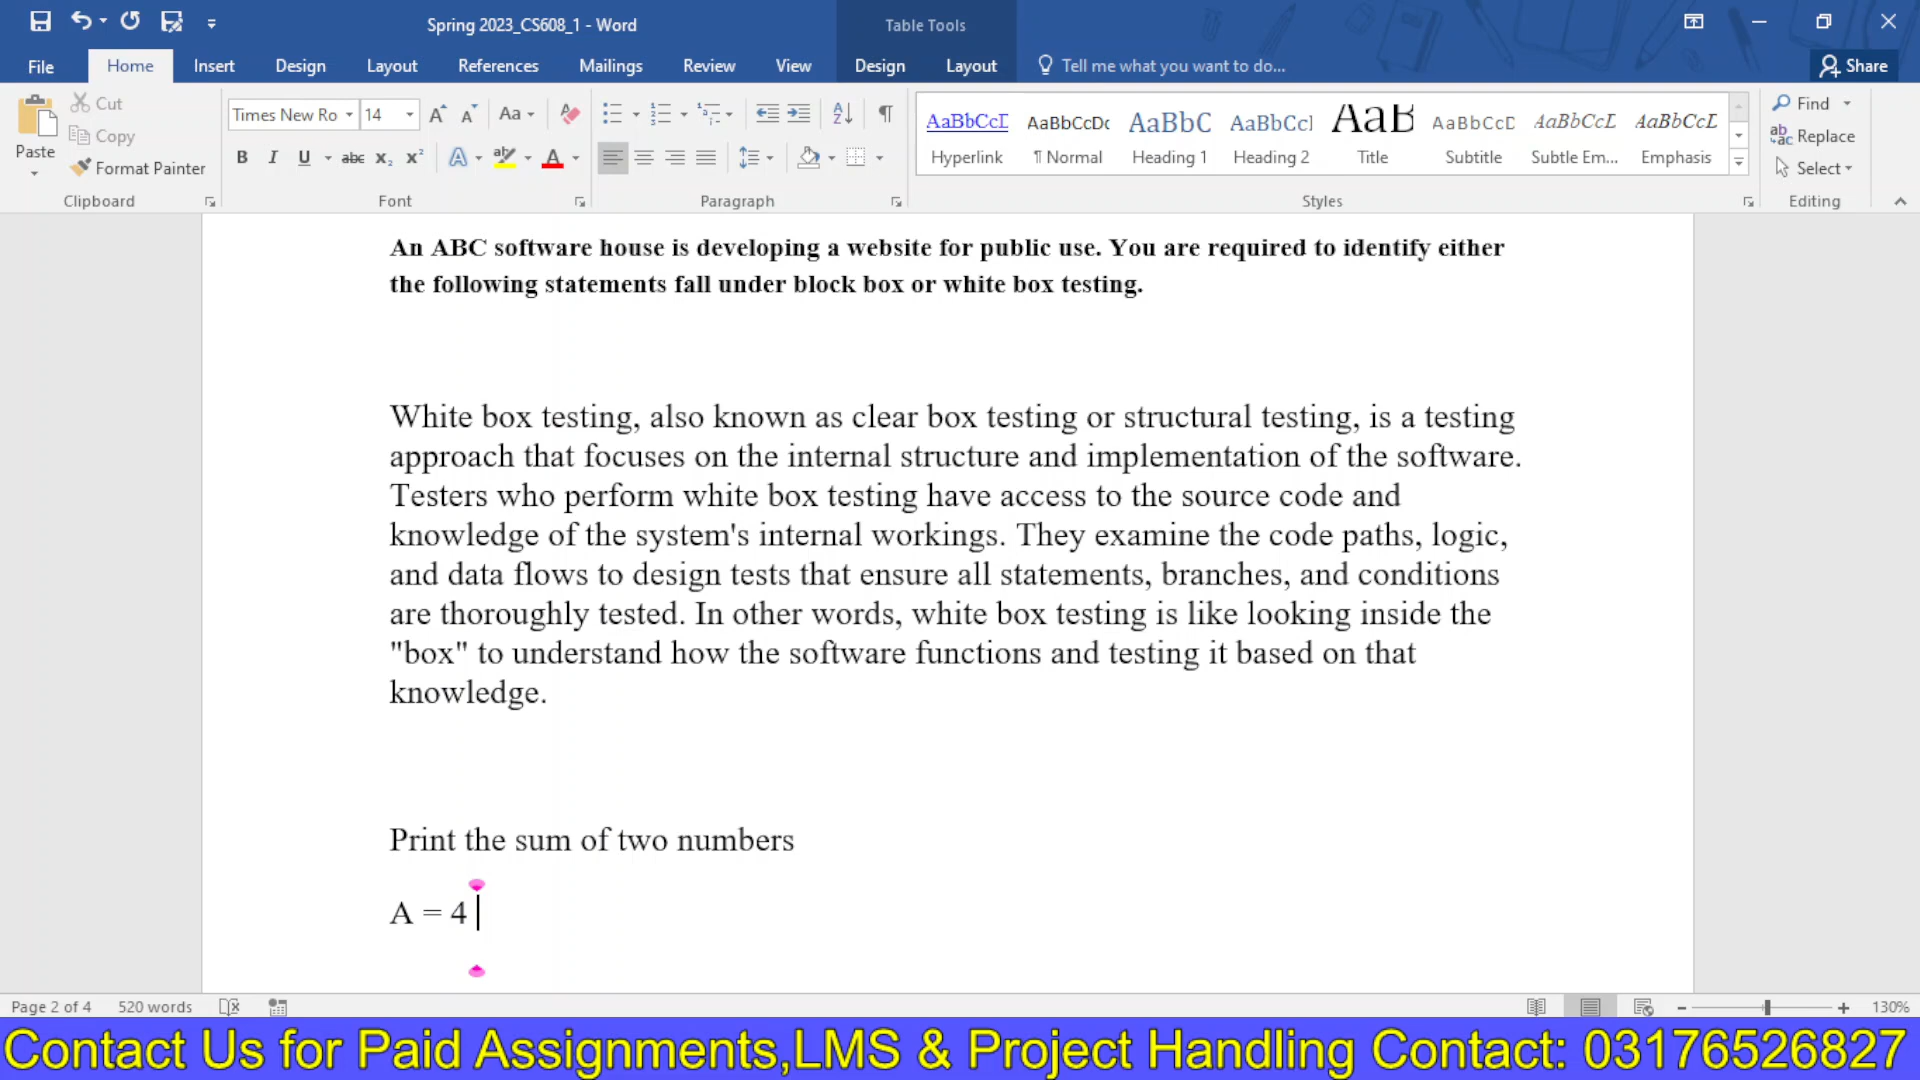 Spring 2023_CS608_1 - Word
Table Tools
File Home Insert Design Layout References Mailings Review View Design Layout Tell me what you want to do... Share
Paste
Cut
Copy
Format Painter
Clipboard
Times New Ro 14
Font
Paragraph
AaBbCcD AaBbCcDc AaBbC AaBbCcI AaB AaBbCcD AaBbCcL AaBbCcL
Hyperlink ¶ Normal Heading 1 Heading 2 Title Subtitle Subtle Em... Emphasis
Styles
Find
Replace
Select
Editing
An ABC software house is developing a website for public use. You are required to identify either
the following statements fall under block box or white box testing.
White box testing, also known as clear box testing or structural testing, is a testing
approach that focuses on the internal structure and implementation of the software.
Testers who perform white box testing have access to the source code and
knowledge of the system's internal workings. They examine the code paths, logic,
and data flows to design tests that ensure all statements, branches, and conditions
are thoroughly tested. In other words, white box testing is like looking inside the
"box" to understand how the software functions and testing it based on that
knowledge.
Print the sum of two numbers
A = 4
Page 2 of 4 520 words 130%
Contact Us for Paid Assignments,LMS & Project Handling Contact: 03176526827